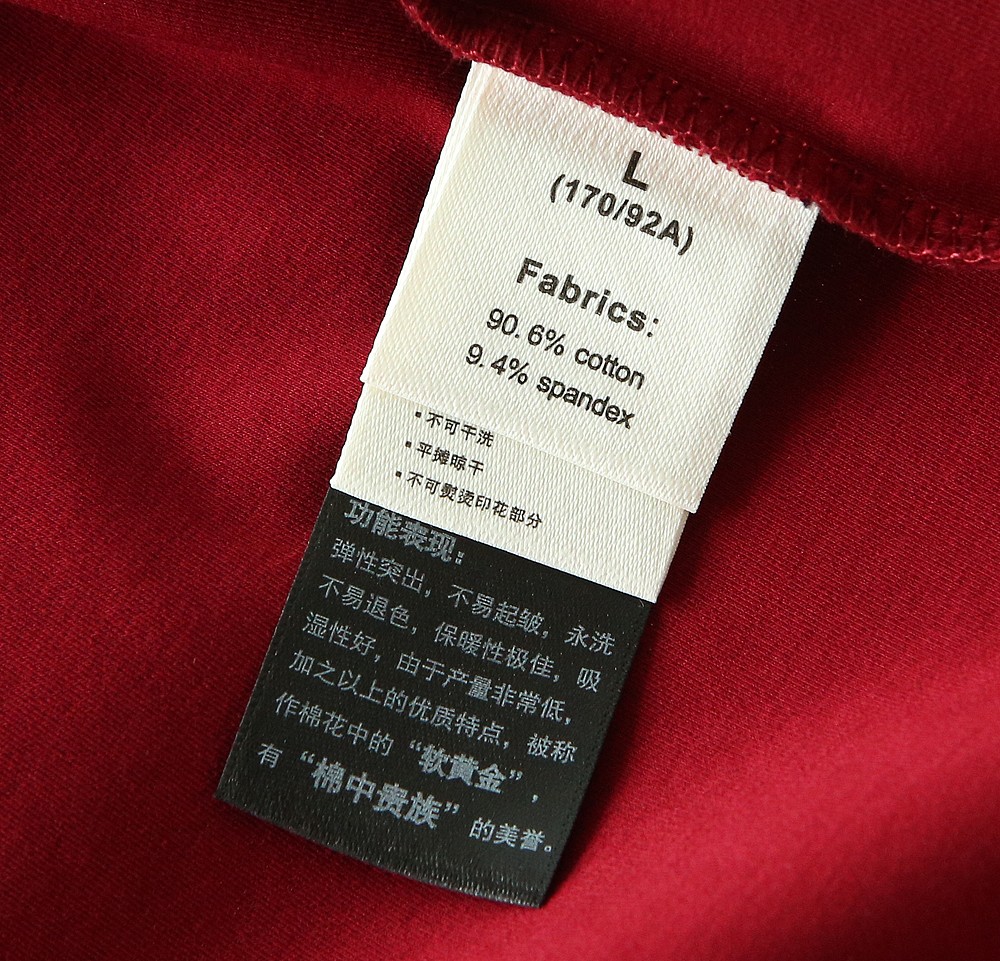 L
(170/92A)
Fabrics:
90.6% cotton
9.4% spandex
▪不可干洗
▪平摊晾干
▪不可熨烫印花部分
功能表现:
弹性突出，不易起皱，永洗
不易退色，保暖性极佳，吸
湿性好，由于产量非常低，
加之以上的优质特点，被称
作棉花中的“软黄金”，
有“棉中贵族”的美誉。